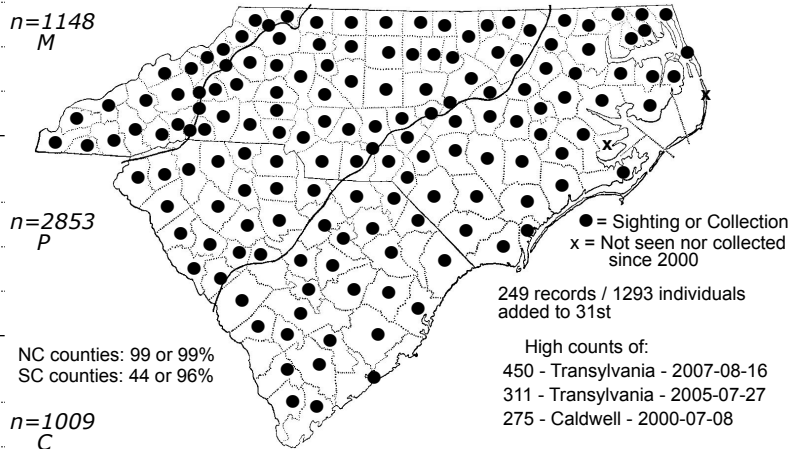 n=1148
M
n=2853
P
n=1009
C
x
x
● = Sighting or Collection
x = Not seen nor collected
since 2000
249 records / 1293 individuals
added to 31st
NC counties: 99 or 99%
SC counties: 44 or 96%
High counts of:
450 - Transylvania - 2007-08-16
311 - Transylvania - 2005-07-27
275 - Caldwell - 2000-07-08